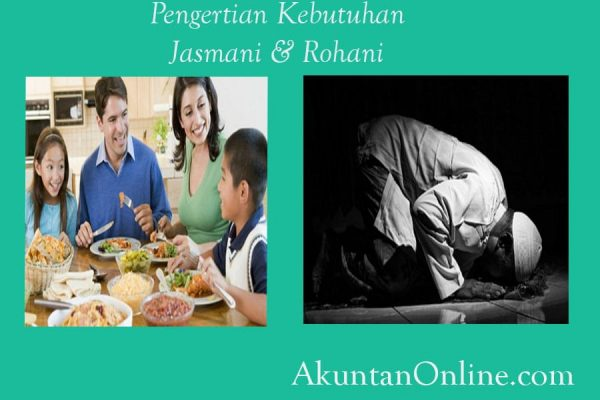 Pengertian Kebutuhan
Jasmani & Rohani
AkuntanOnline.com